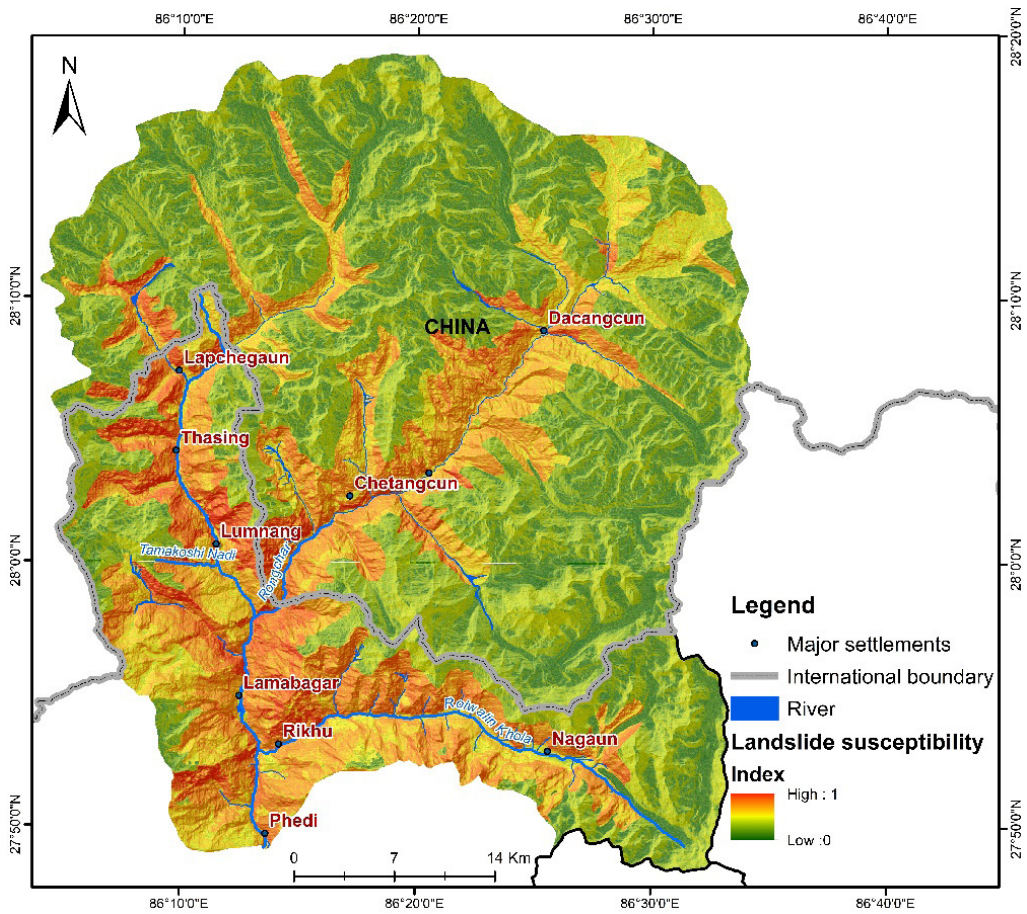 86°10'0"E 86°20'0"E 86°30'0"E 86°40'0"E
28°20'0"N
N
28°10'0"N 28°10'0"N
CHINA
Dacangcun
Lapchegaun
Thasing
Chetangcun
Lumnang
Tamakoshi Nadi
Rongchar
28°0'0"N 28°0'0"N
Lamabagar
Rikhu
Rolwalin Khola
Nagaun
Phedi
27°50'0"N 27°50'0"N
0 7 14 Km
Legend
Major settlements
International boundary
River
Landslide susceptibility
Index
High : 1
Low :0
86°10'0"E 86°20'0"E 86°30'0"E 86°40'0"E